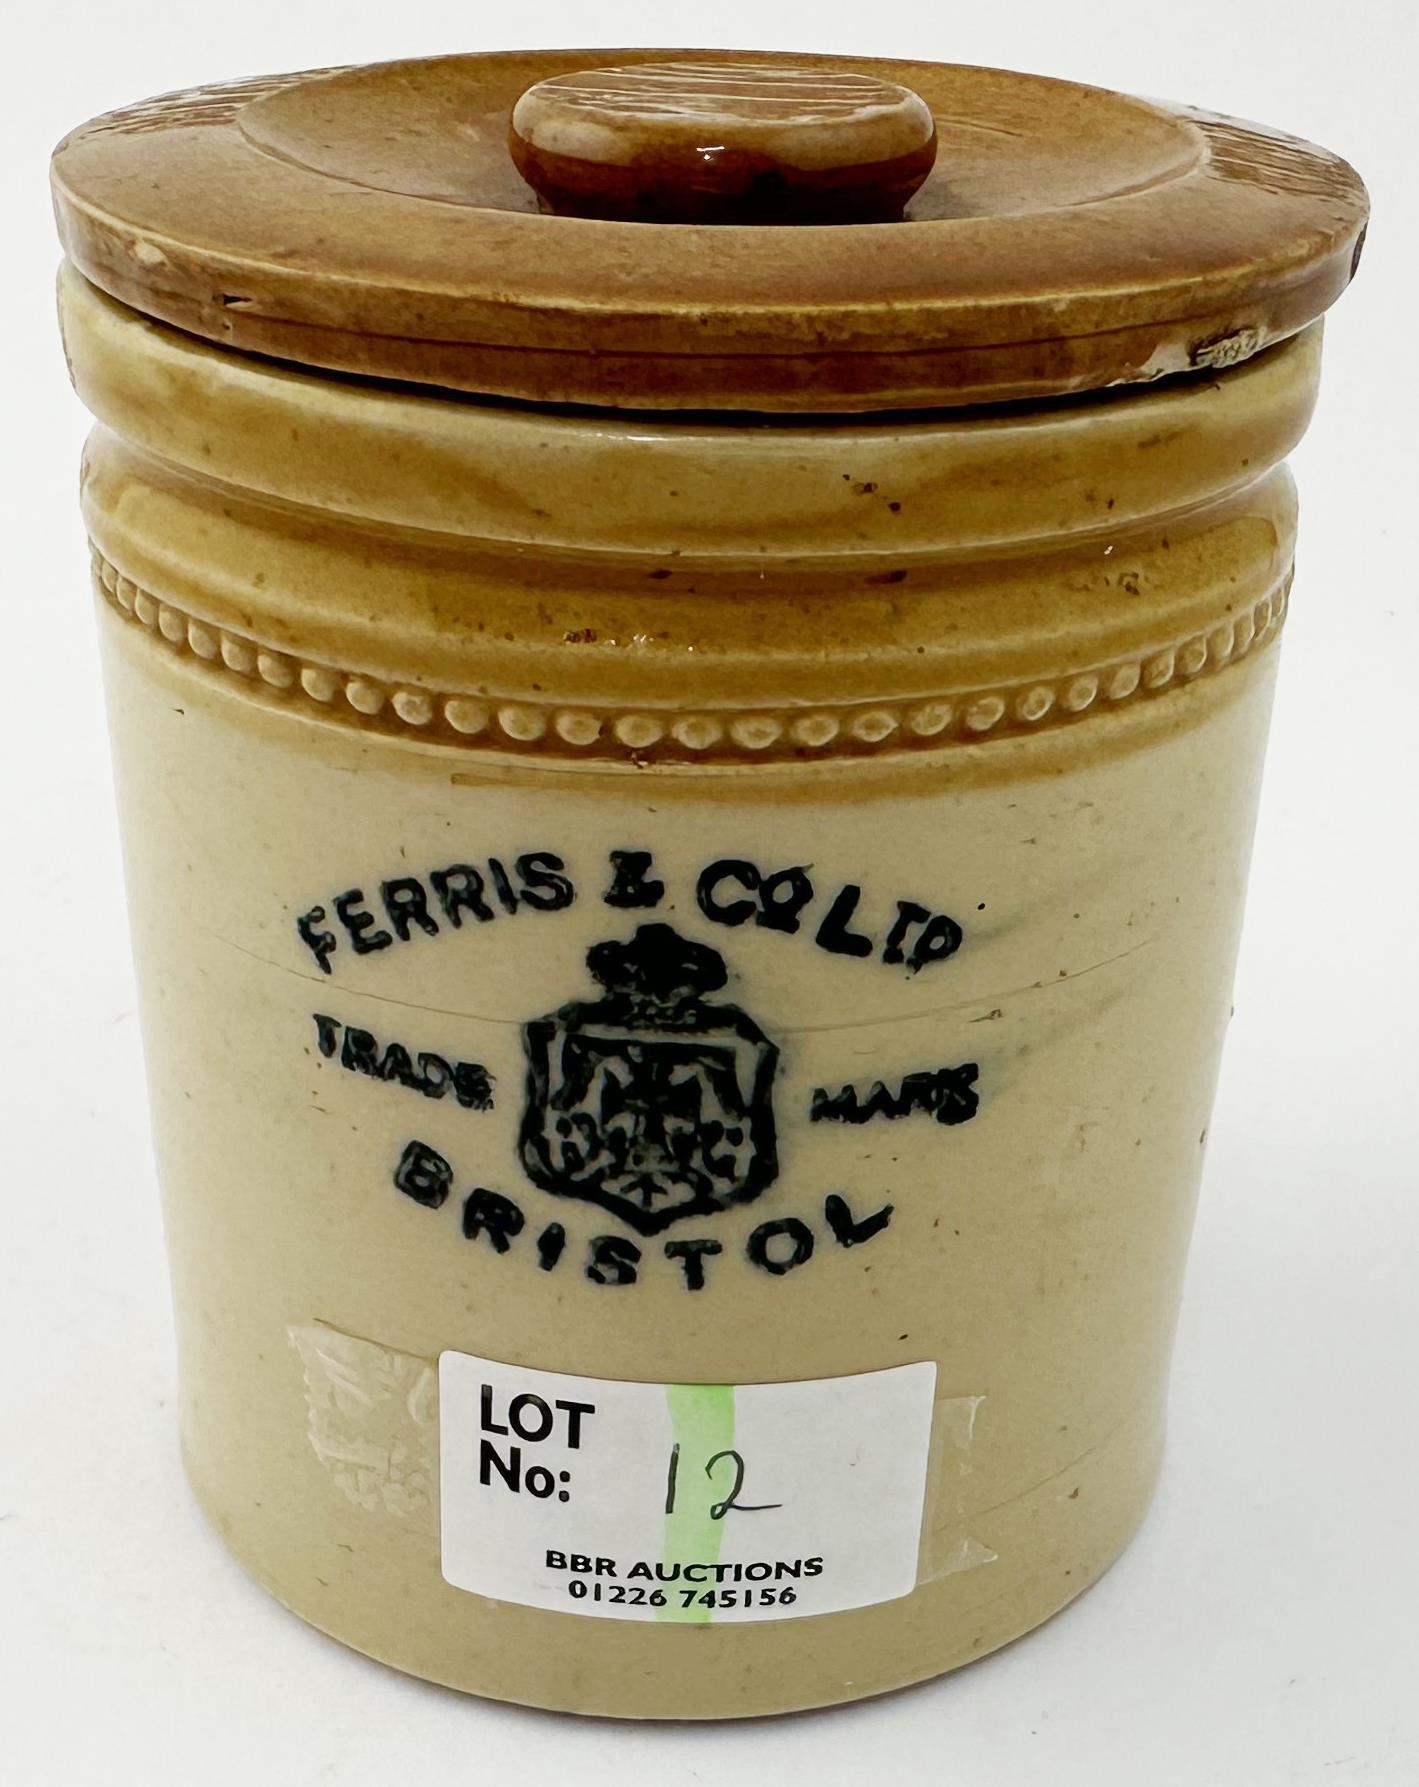 FERRIS & Co LTD
TRADE MARK
BRISTOL
LOT
No: 12
BBR AUCTIONS
01226 745156